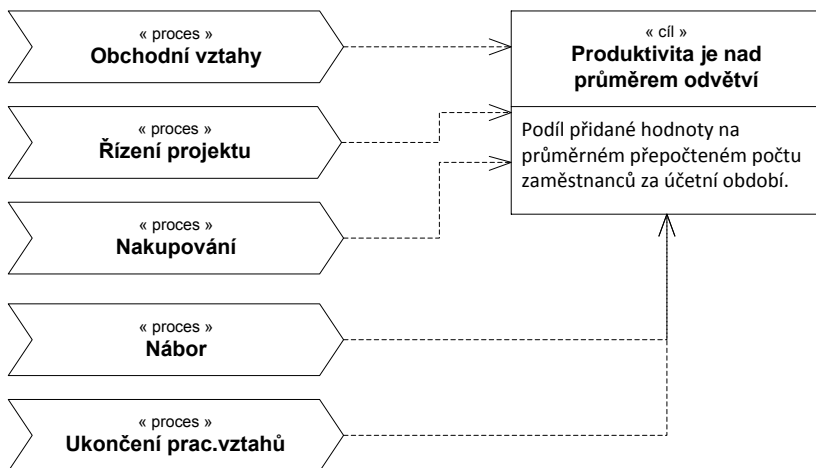 « proces »
Obchodní vztahy
« proces »
Řízení projektu
« proces »
Nakupování
« proces »
Nábor
« proces »
Ukončení prac.vztahů
« cíl »
Produktivita je nad
průměrem odvětví
Podíl přidané hodnoty na
průměrném přepočteném počtu
zaměstnanců za účetní období.